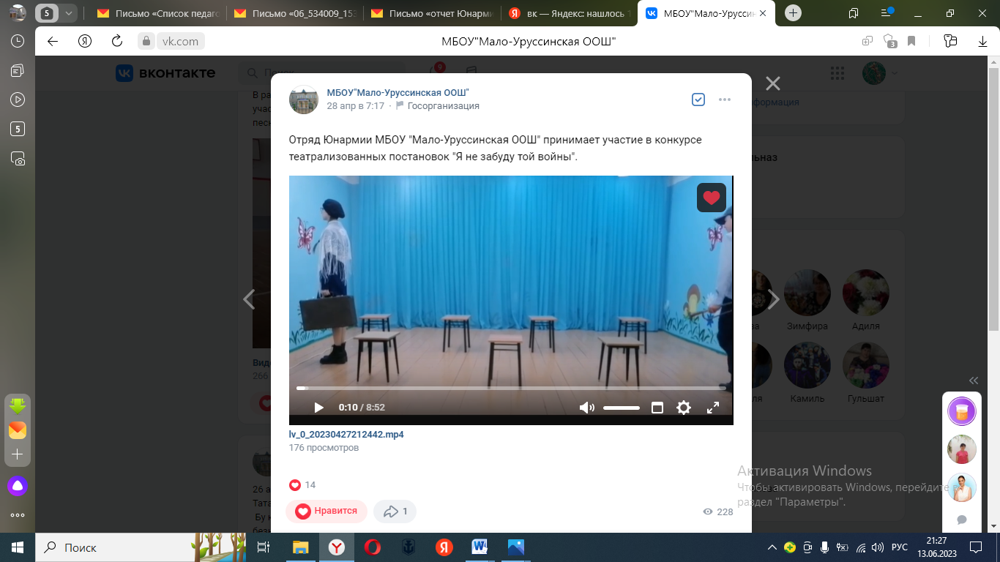 5
Письмо «Список педаго
Письмо «06_534009_153
Письмо «отчет Юнарми
вк — Яндекс: нашлось 1
МБОУ"Мало-Уруссин
vk.com
МБОУ"Мало-Уруссинская ООШ"
3
5
ВКОНТАКТЕ
Поиск
9
В ра
учас
песн
МБОУ"Мало-Уруссинская ООШ"
28 апр в 7:17 · Госорганизация
формация
Отряд Юнармии МБОУ "Мало-Уруссинская ООШ" принимает участие в конкурсе
театрализованных постановок "Я не забуду той войны".
льназ
ва
Зимфира
Адиля
Виде
266
ля
Камиль
Гульшат
0:10 / 8:52
lv_0_20230427212442.mp4
176 просмотров
26 а
Тата
Бу к
безн
14
Нравится
1
228
Активация Windows
Чтобы активировать Windows, перейдите в
раздел "Параметры".
Поиск
РУС
21:27
13.06.2023